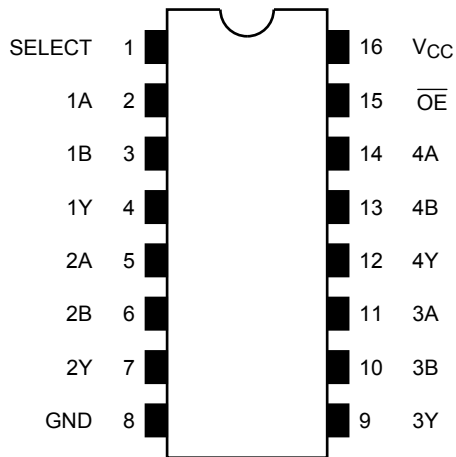 SELECT 1 16 VCC
1A 2 15 O̅E̅
1B 3 14 4A
1Y 4 13 4B
2A 5 12 4Y
2B 6 11 3A
2Y 7 10 3B
GND 8 9 3Y